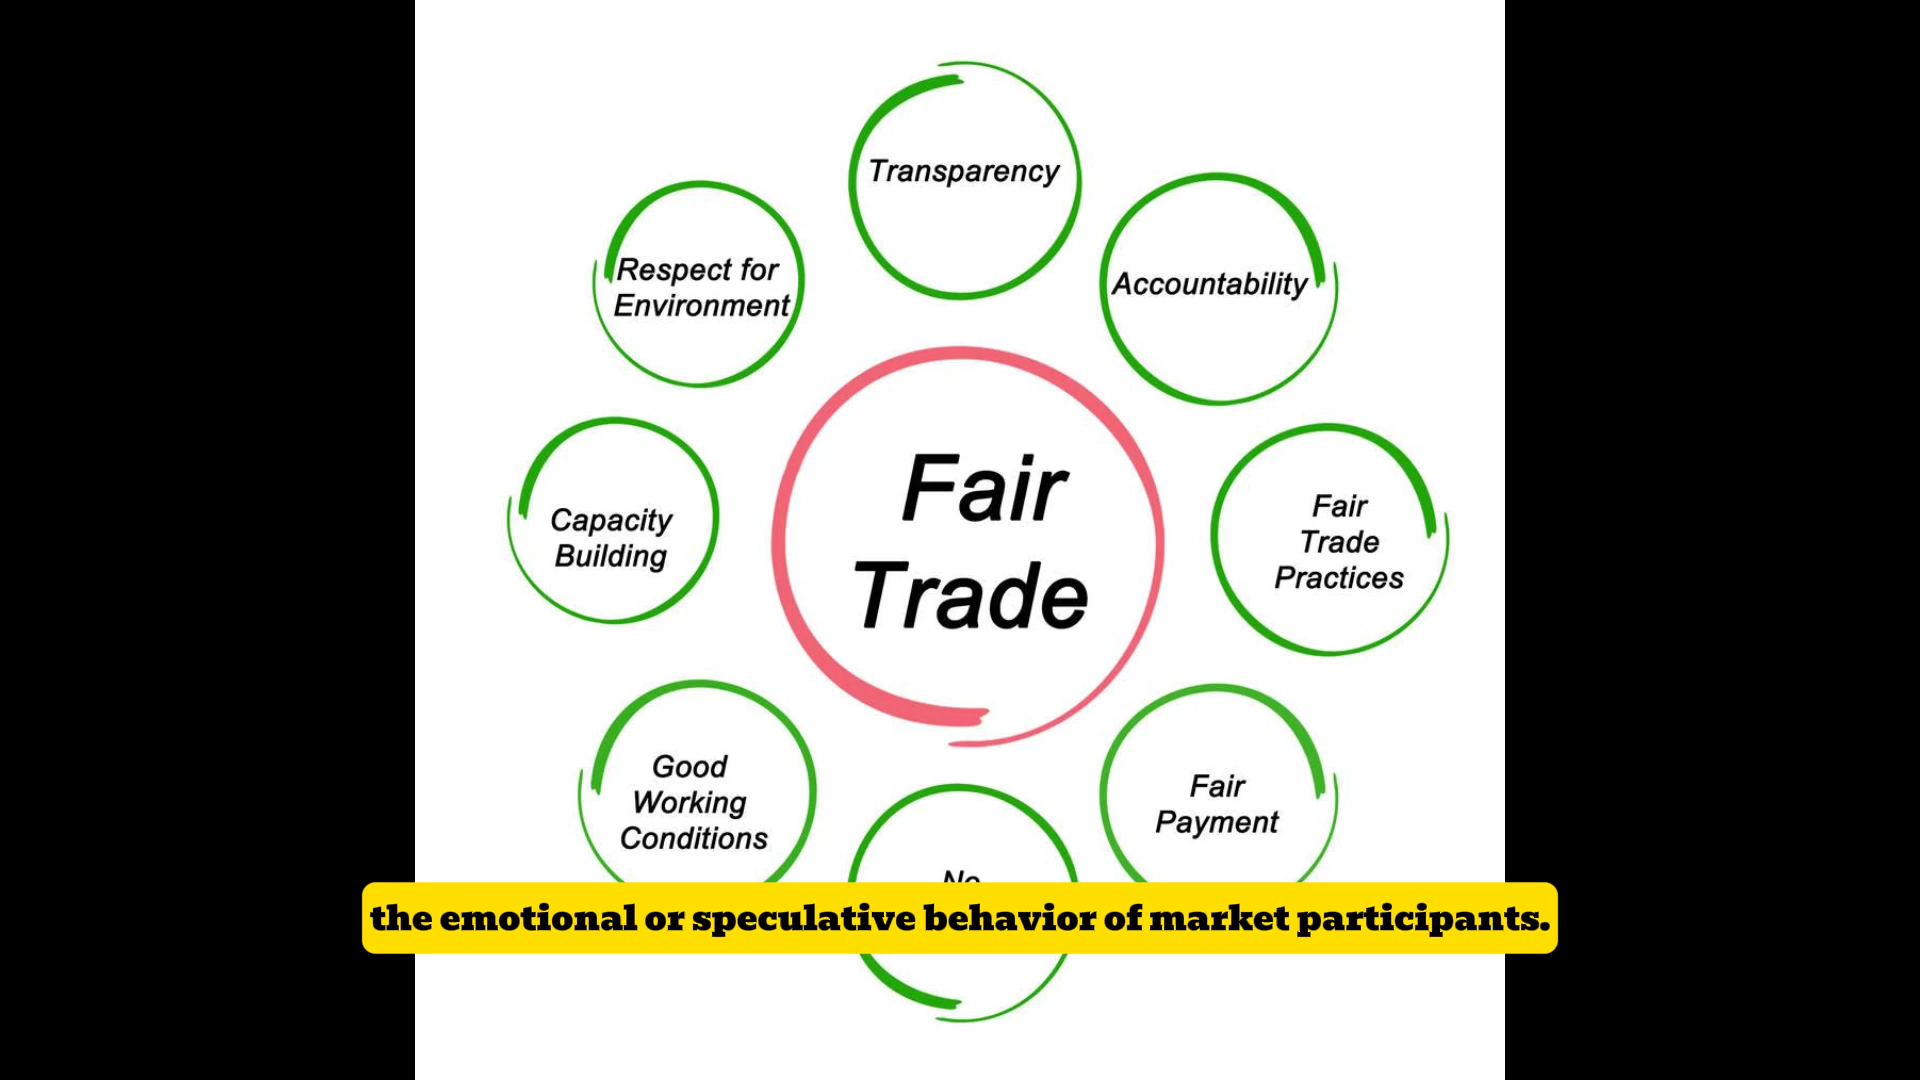 Transparency
Respect for
Environment
Accountability
Fair
Trade
Capacity
Building
Fair
Trade
Practices
Good
Working
Conditions
Fair
Payment
No
the emotional or speculative behavior of market participants.